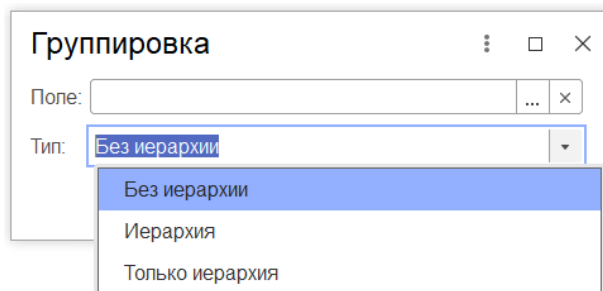 Группировка
Поле:
...
Тип: Без иерархии
Без иерархии
Иерархия
Только иерархия